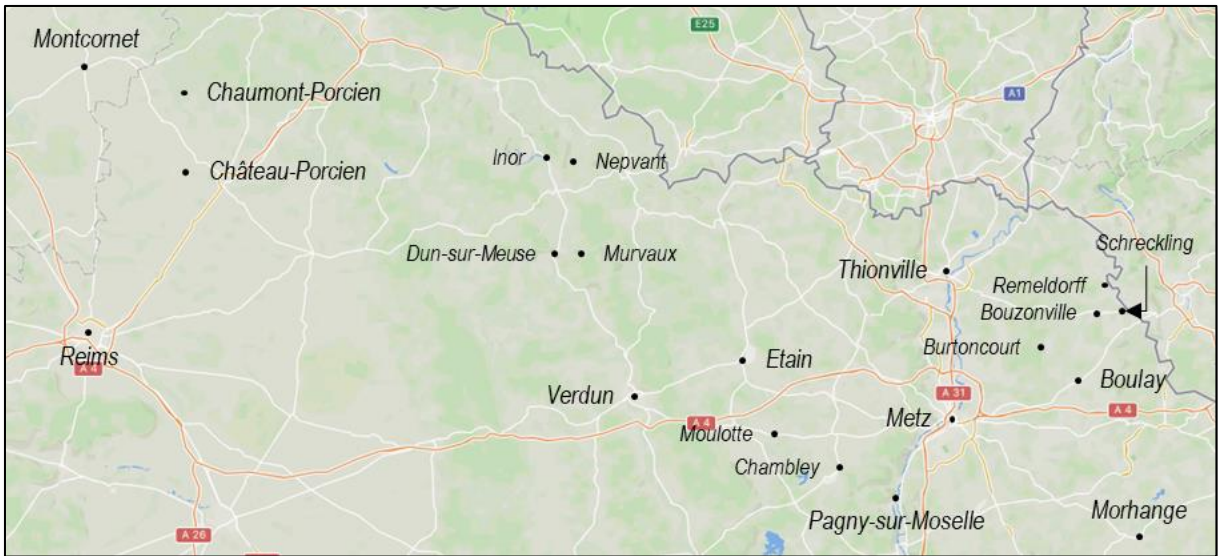 E25
Montcornet
Chaumont-Porcien
A1
Inor
Nepvant
Château-Porcien
Schreckling
Dun-sur-Meuse
Murvaux
Thionville
Remeldorff
Bouzonville
Reims
A 4
Burtoncourt
Etain
Boulay
Verdun
A 31
A 4
Metz
A 4
Moulotte
Chambley
Pagny-sur-Moselle
Morhange
A 26